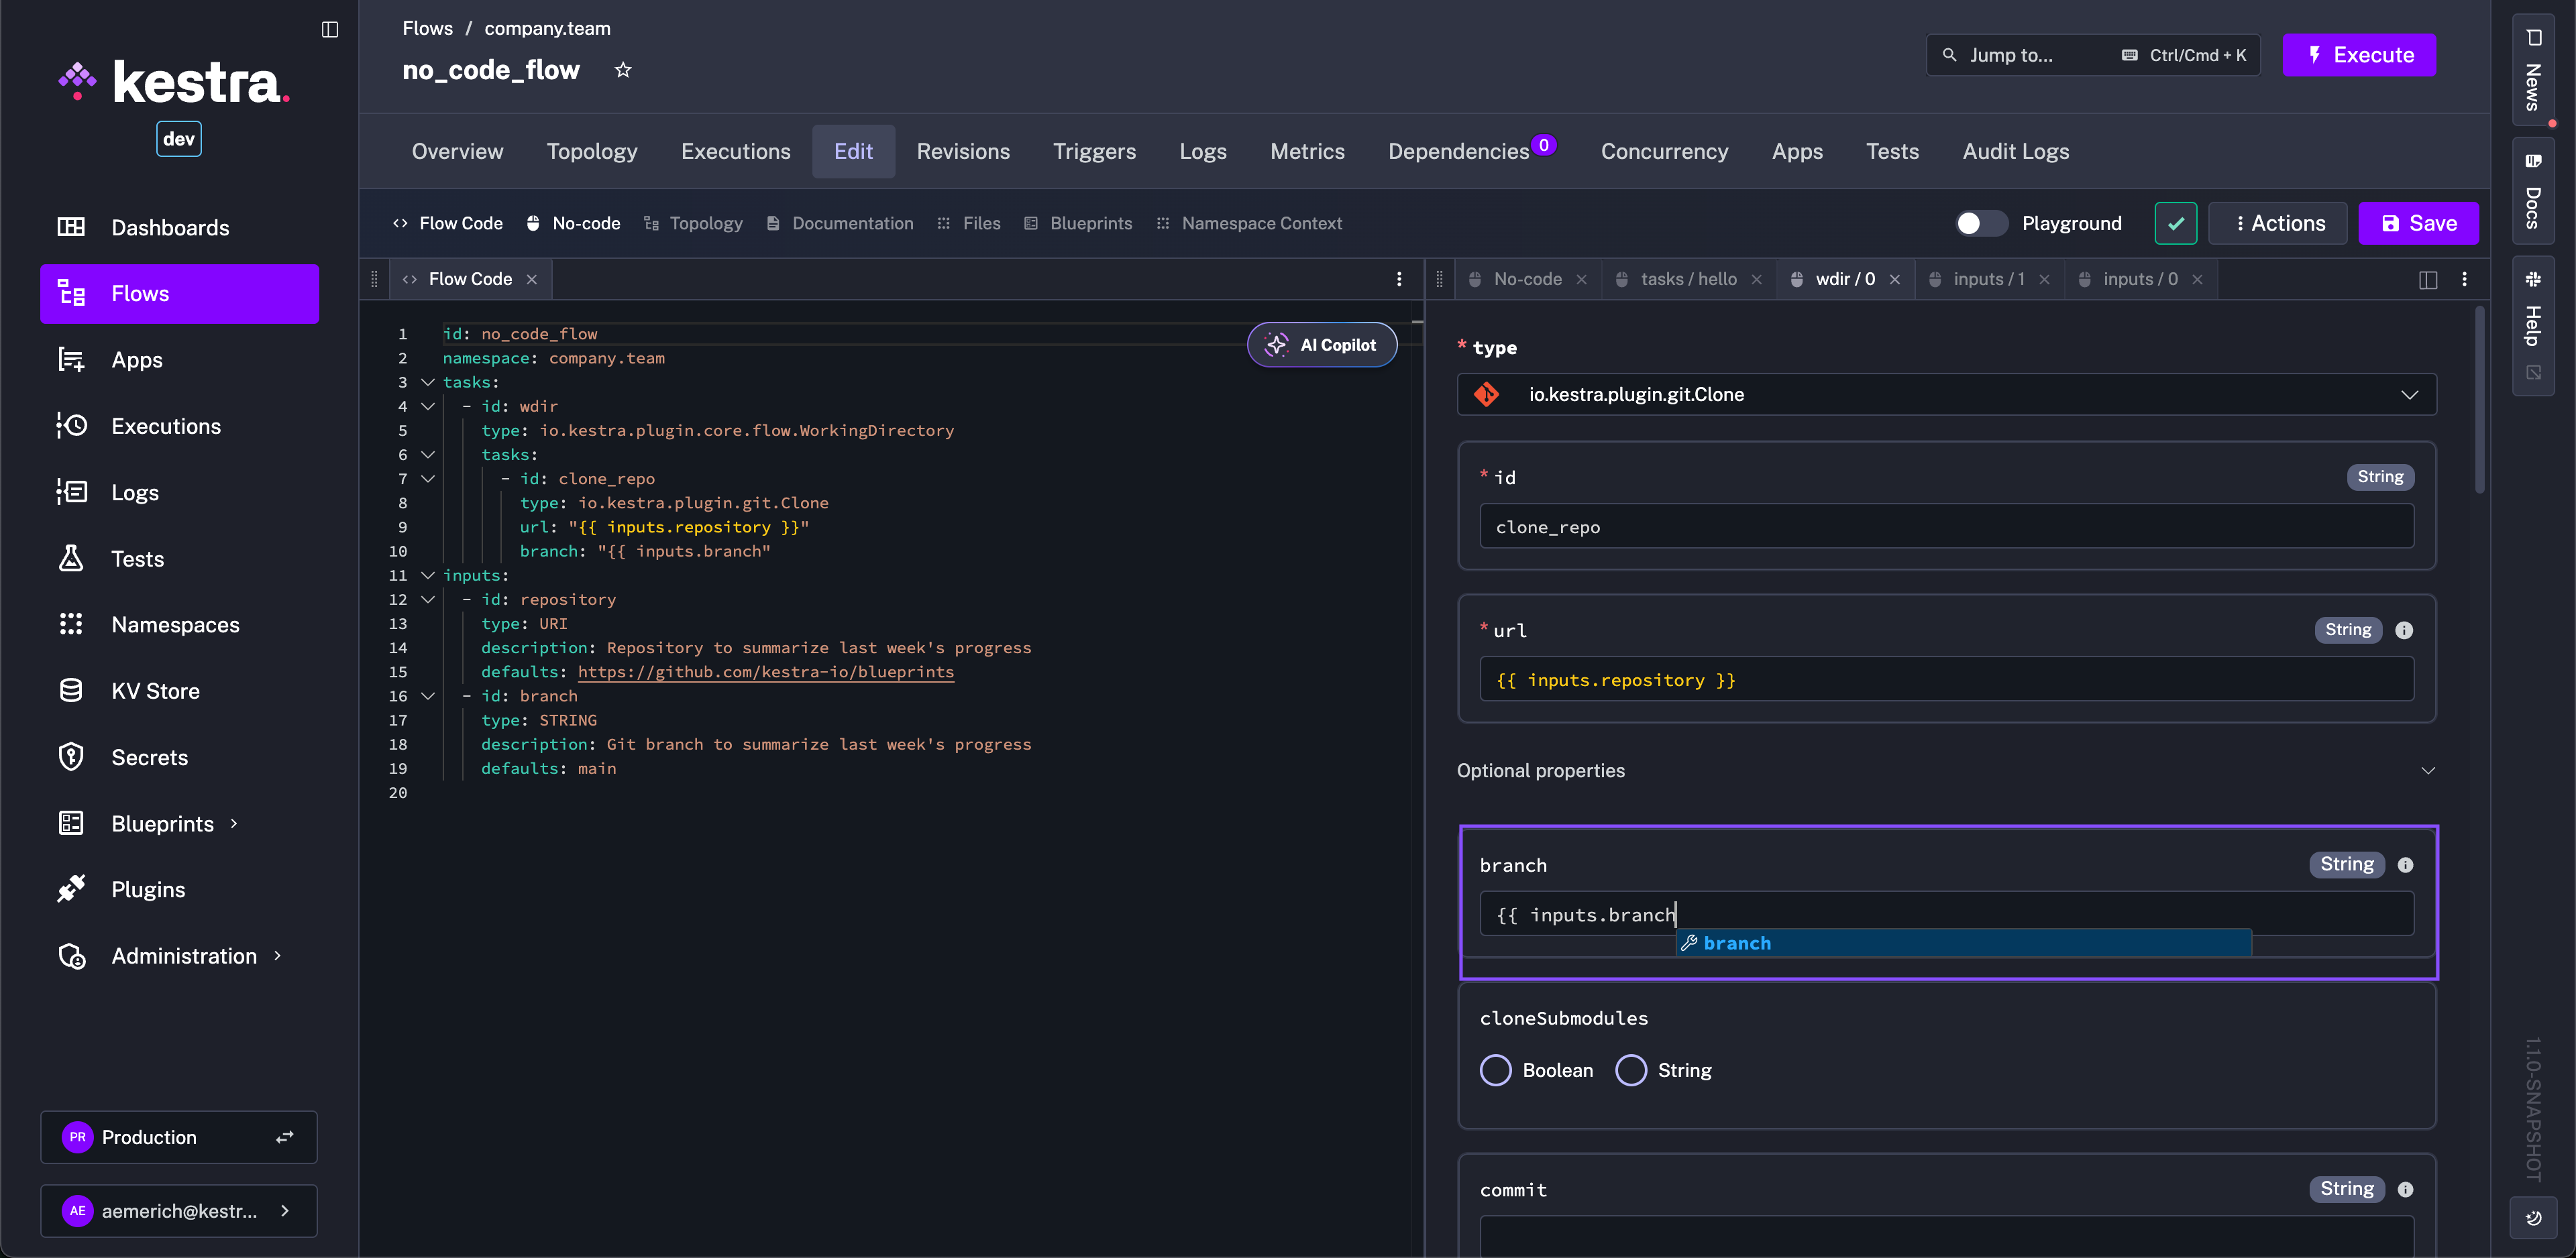 kestra.
dev
Dashboards
Flows
Apps
Executions
Logs
Tests
Namespaces
KV Store
Secrets
Blueprints
Plugins
Administration
PR Production
AE aemerich@kestr...
Flows / company.team
no_code_flow
Jump to... Ctrl/Cmd + K
Execute
Overview Topology Executions Edit Revisions Triggers Logs Metrics Dependencies 0 Concurrency Apps Tests Audit Logs
Flow Code No-code Topology Documentation Files Blueprints Namespace Context
Playground Actions Save
Flow Code
1 id: no_code_flow
2 namespace: company.team
3 tasks:
4 - id: wdir
5 type: io.kestra.plugin.core.flow.WorkingDirectory
6 tasks:
7 - id: clone_repo
8 type: io.kestra.plugin.git.Clone
9 url: "{{ inputs.repository }}"
10 branch: "{{ inputs.branch"
11 inputs:
12 - id: repository
13 type: URI
14 description: Repository to summarize last week's progress
15 defaults: https://github.com/kestra-io/blueprints
16 - id: branch
17 type: STRING
18 description: Git branch to summarize last week's progress
19 defaults: main
20
AI Copilot
No-code tasks / hello wdir / 0 inputs / 1 inputs / 0
* type
io.kestra.plugin.git.Clone
* id String
clone_repo
* url String
{{ inputs.repository }}
Optional properties
branch String
{{ inputs.branch
branch
cloneSubmodules
Boolean String
commit String
News
Docs
Help
1.1.0-SNAPSHOT